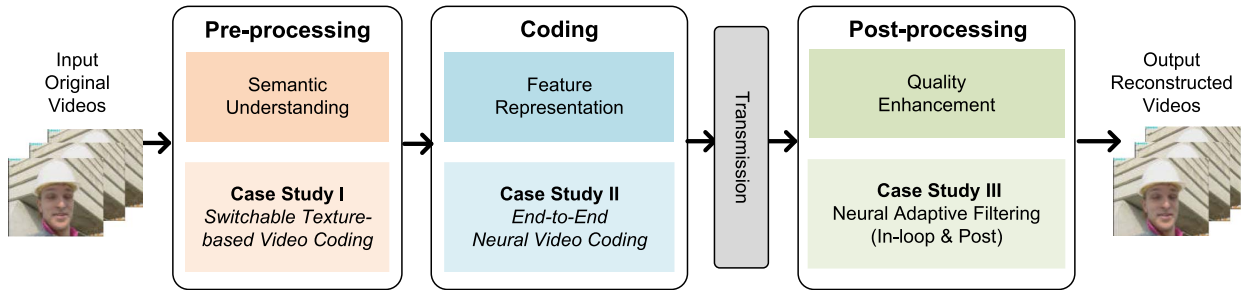 Input
Original
Videos
Pre-processing
Semantic
Understanding
Case Study I
Switchable Texture-
based Video Coding
Coding
Feature
Representation
Case Study II
End-to-End
Neural Video Coding
Transmission
Post-processing
Quality
Enhancement
Case Study III
Neural Adaptive Filtering
(In-loop & Post)
Output
Reconstructed
Videos